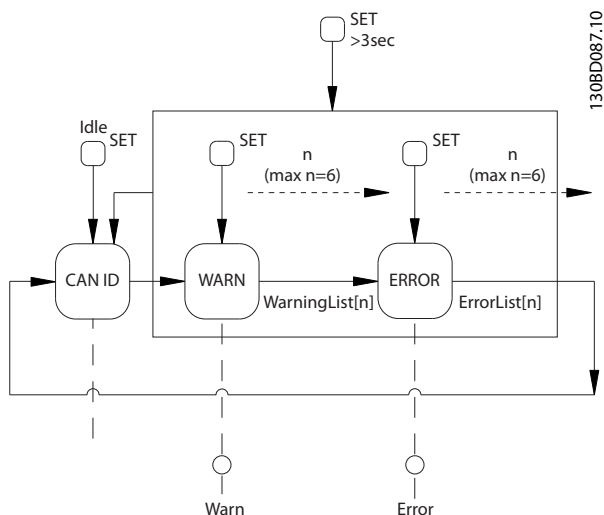 SET
>3sec
130BD087.10
Idle
SET
SET
n
(max n=6)
SET
n
(max n=6)
CAN ID
WARN
WarningList[n]
ERROR
ErrorList[n]
Warn
Error